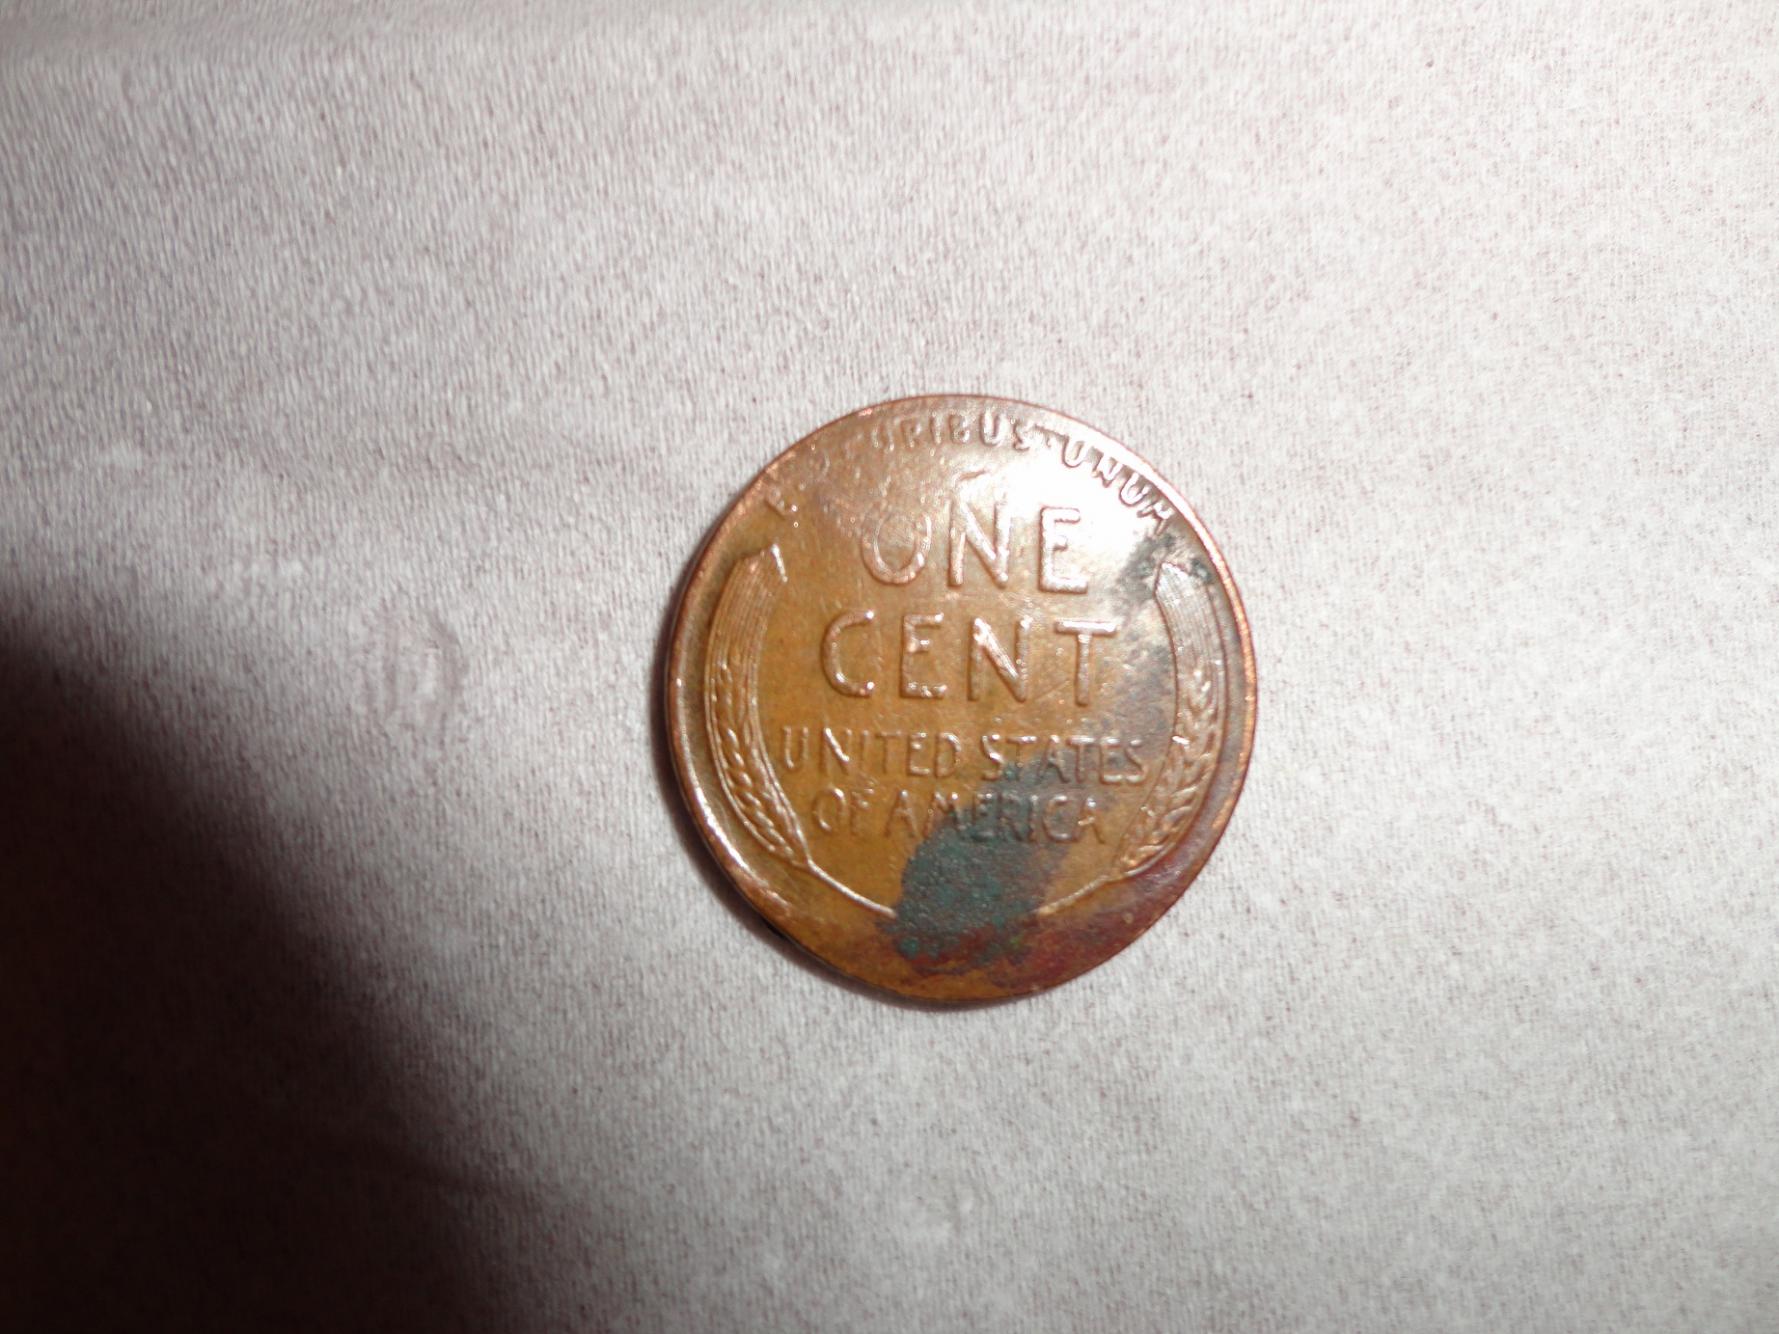 E·PLURIBUS·UNUM
ONE
CENT
UNITED STATES
OF AMERICA